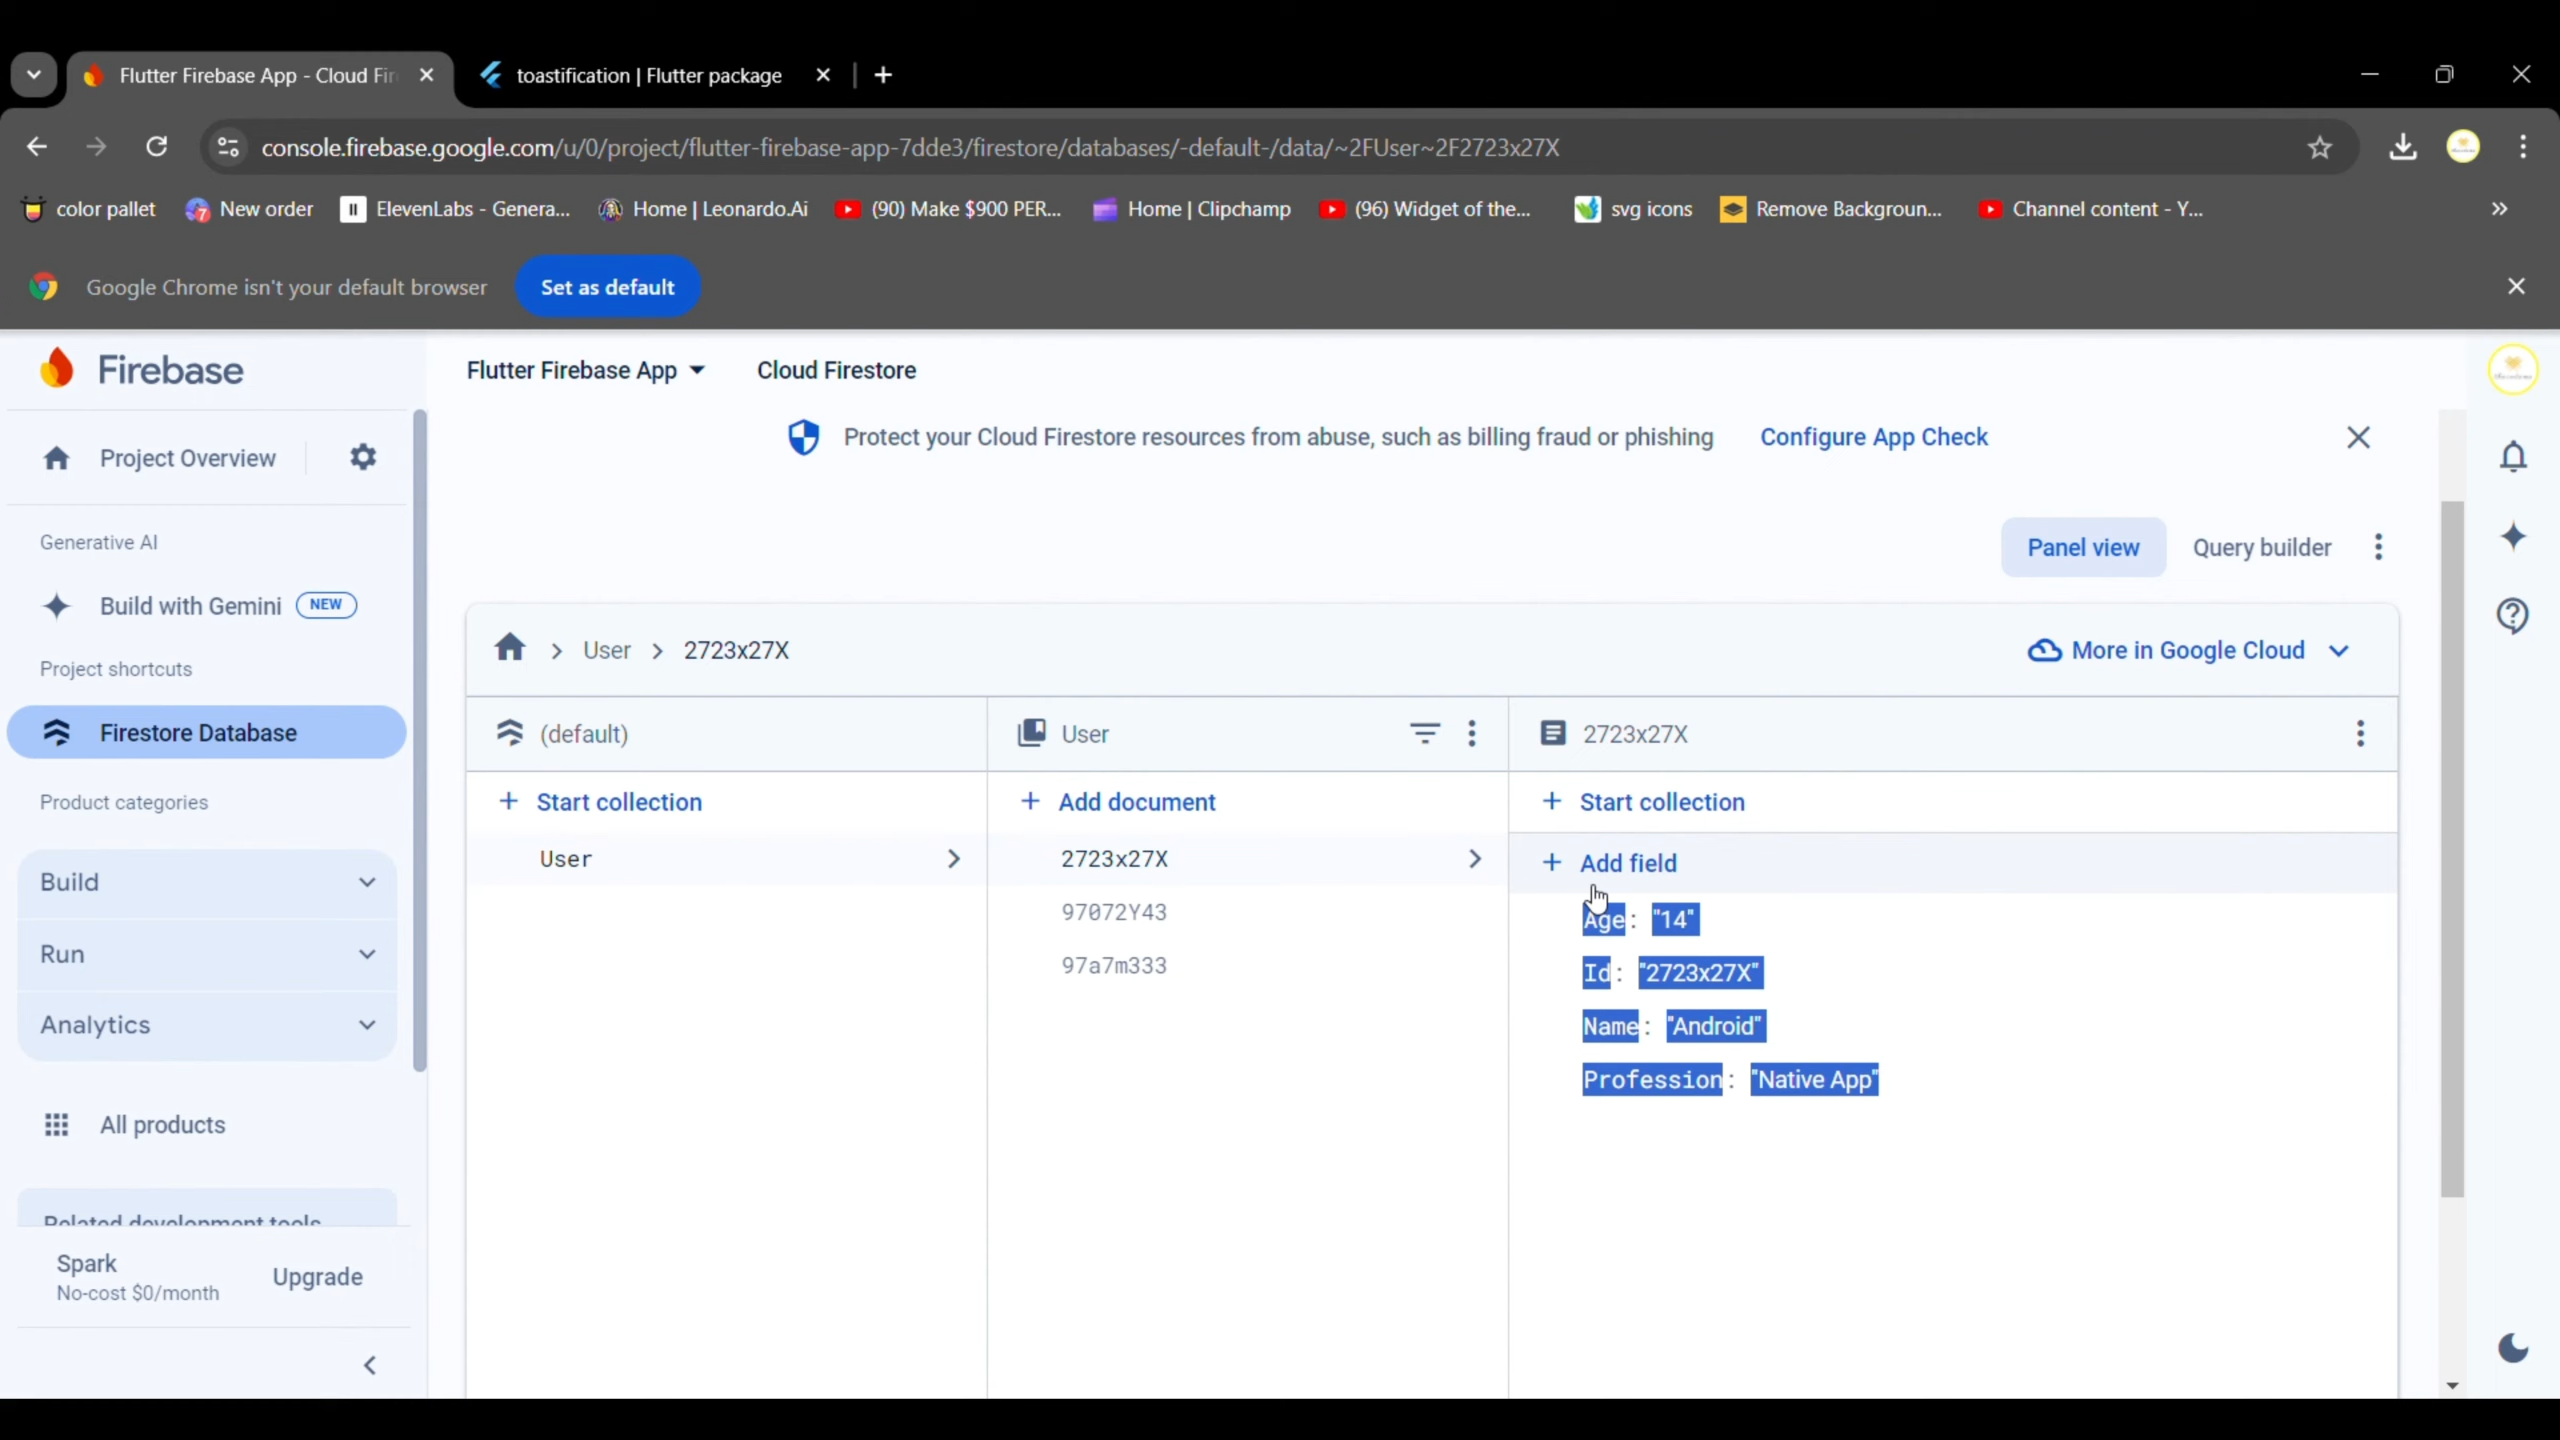 Flutter Firebase App - Cloud Fir
toastification | Flutter package
console.firebase.google.com/u/0/project/flutter-firebase-app-7dde3/firestore/databases/-default-/data/~2FUser~2F2723x27X
color pallet
New order
ElevenLabs - Genera...
Home | Leonardo.Ai
(90) Make $900 PER...
Home | Clipchamp
(96) Widget of the...
svg icons
Remove Backgroun...
Channel content - Y...
Google Chrome isn't your default browser
Set as default
Firebase
Flutter Firebase App
Cloud Firestore
Protect your Cloud Firestore resources from abuse, such as billing fraud or phishing
Configure App Check
Project Overview
Generative AI
Build with Gemini
NEW
Project shortcuts
Firestore Database
Product categories
Build
Run
Analytics
All products
Related development tools
Spark
No-cost $0/month
Upgrade
Panel view
Query builder
User
2723x27X
More in Google Cloud
(default)
User
2723x27X
+ Start collection
+ Add document
+ Start collection
User
2723x27X
97072Y43
97a7m333
+ Add field
Age: "14"
Id: "2723x27X"
Name: "Android"
Profession: "Native App"